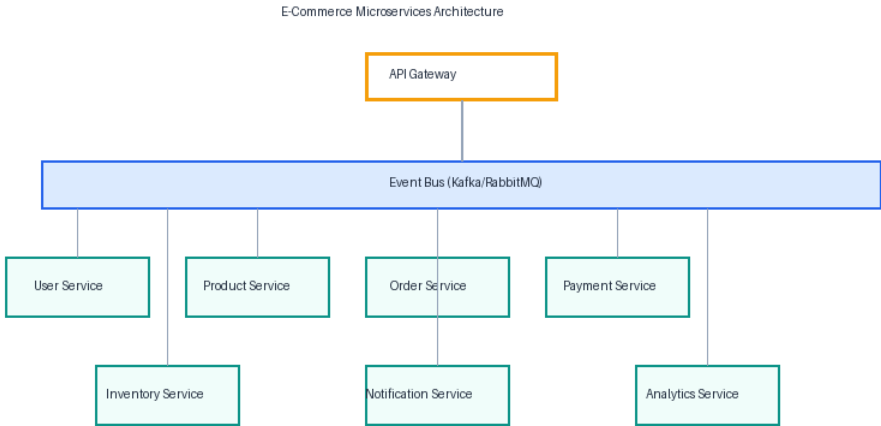 E-Commerce Microservices Architecture
API Gateway
Event Bus (Kafka/RabbitMQ)
User Service
Product Service
Order Service
Payment Service
Inventory Service
Notification Service
Analytics Service